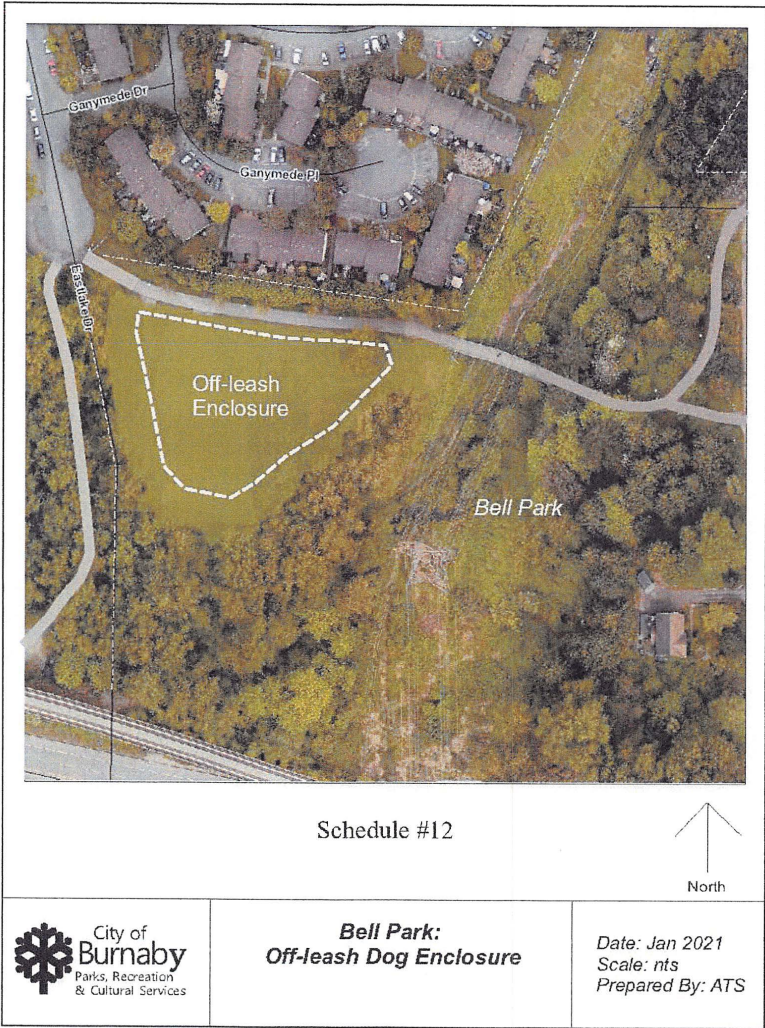 Ganymede Dr
Ganymede Pl
Eastlake Dr
Off-leash
Enclosure
Bell Park
Schedule #12
North
City of
Burnaby
Parks, Recreation
& Cultural Services
Bell Park:
Off-leash Dog Enclosure
Date: Jan 2021
Scale: nts
Prepared By: ATS